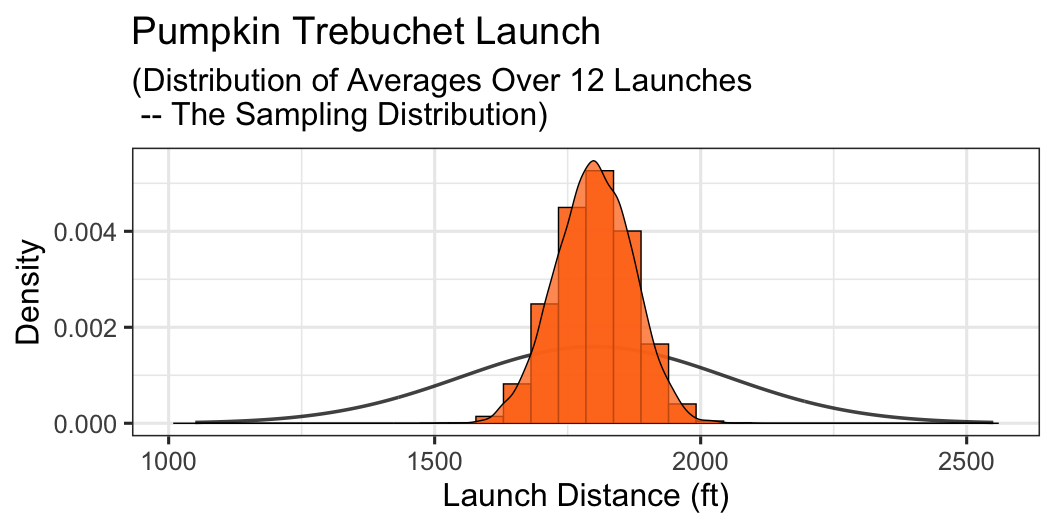 Pumpkin Trebuchet Launch
(Distribution of Averages Over 12 Launches
-- The Sampling Distribution)
Density
0.004
0.002
0.000
1000 1500 2000 2500
Launch Distance (ft)